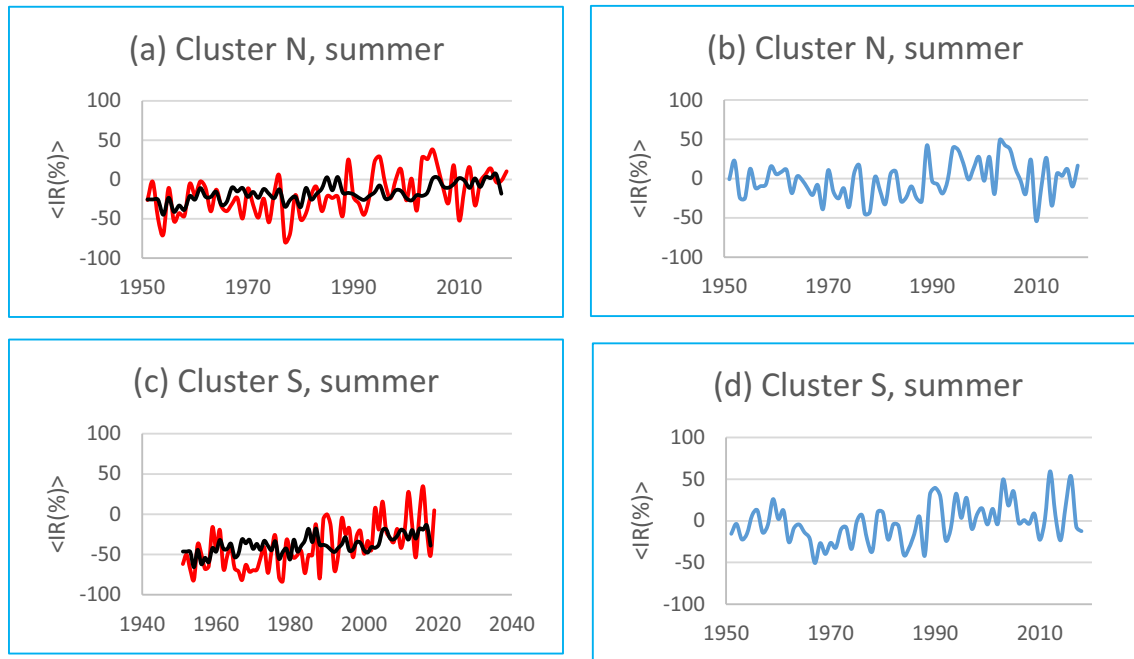 (a) Cluster N, summer
<IR(%)>
100
50
0
-50
-100
1950 1970 1990 2010
(b) Cluster N, summer
<IR(%)>
100
50
0
-50
-100
1950 1970 1990 2010
(c) Cluster S, summer
<IR(%)>
100
50
0
-50
-100
1940 1960 1980 2000 2020 2040
(d) Cluster S, summer
<IR(%)>
100
50
0
-50
-100
1950 1970 1990 2010